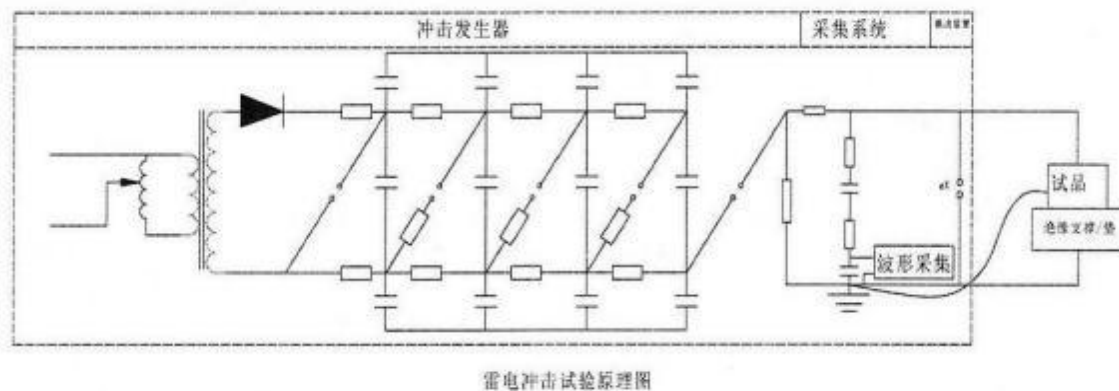 冲击发生器
采集系统
试品
绝缘支撑/垫
波形采集
雷电冲击试验原理图